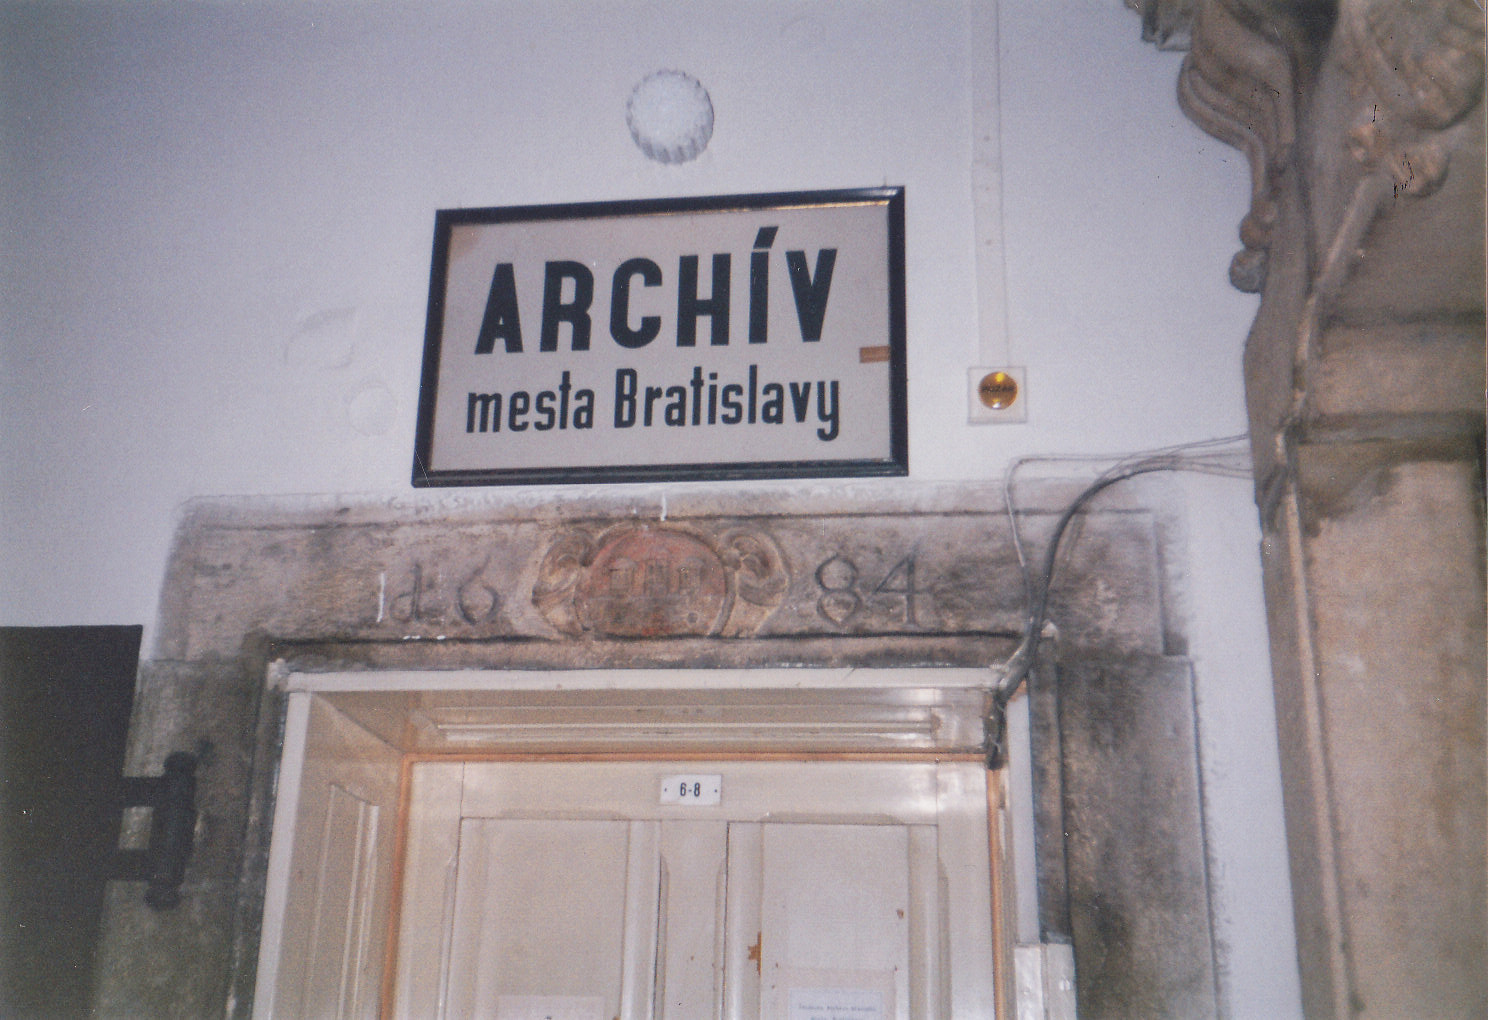 ARCHÍV
mesta Bratislavy
16 84
6-8